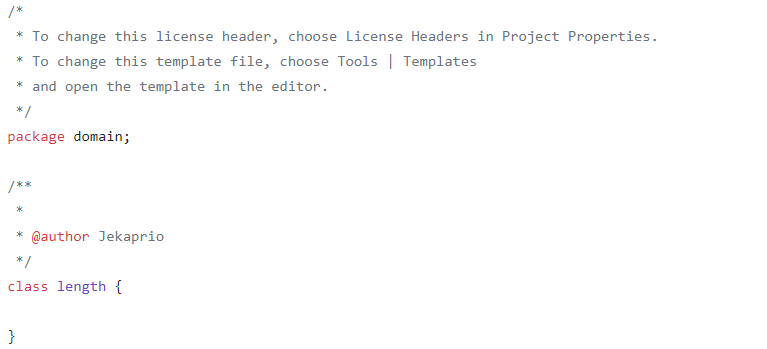 /*
 * To change this license header, choose License Headers in Project Properties.
 * To change this template file, choose Tools | Templates
 * and open the template in the editor.
 */
package domain;

/**
 *
 * @author Jekaprio
 */
class length {

}